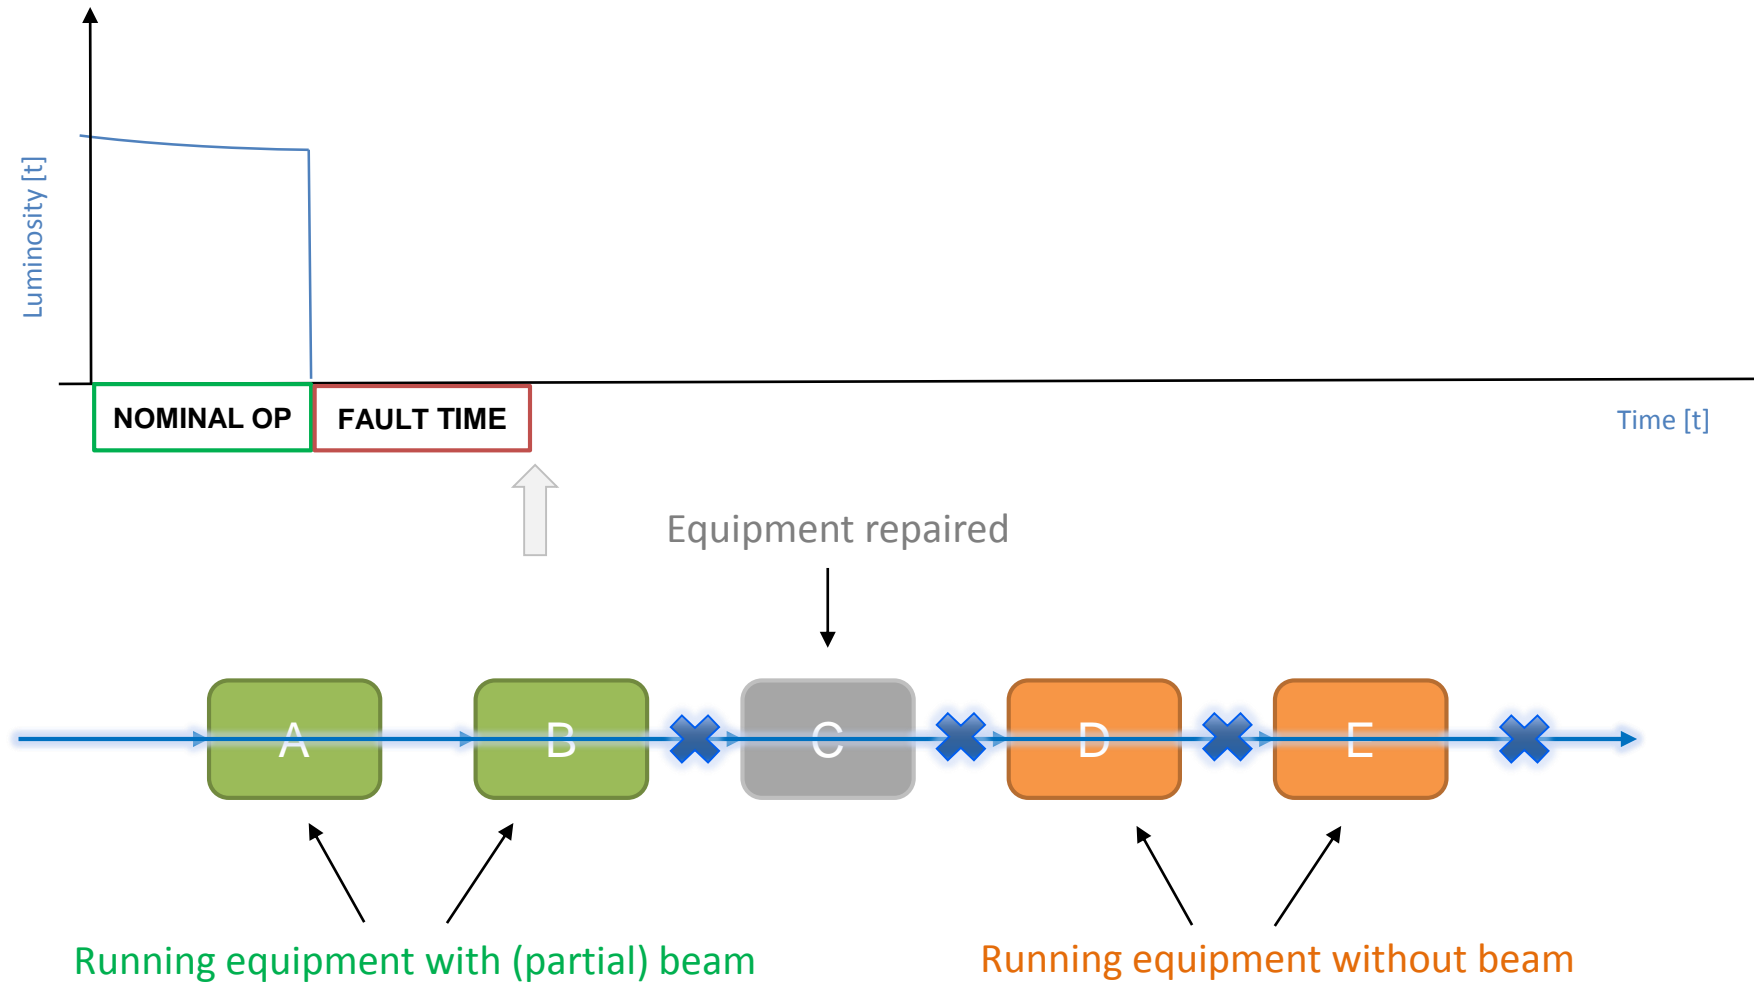 Luminosity [t]
NOMINAL OP
FAULT TIME
Time [t]
Equipment repaired
A
B
C
D
E
Running equipment with (partial) beam
Running equipment without beam